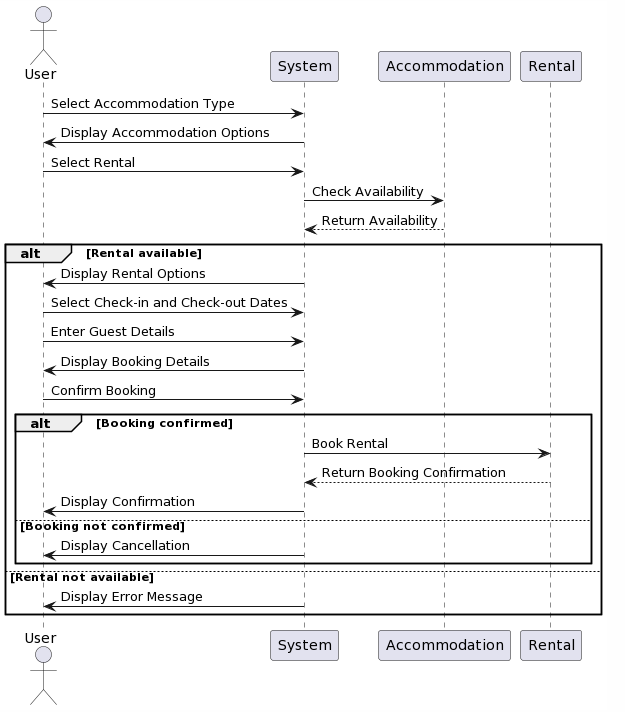 User
System
Accommodation
Rental
Select Accommodation Type
Display Accommodation Options
Select Rental
Check Availability
Return Availability
alt [Rental available]
Display Rental Options
Select Check-in and Check-out Dates
Enter Guest Details
Display Booking Details
Confirm Booking
alt [Booking confirmed]
Book Rental
Return Booking Confirmation
Display Confirmation
[Booking not confirmed]
Display Cancellation
[Rental not available]
Display Error Message
User
System
Accommodation
Rental